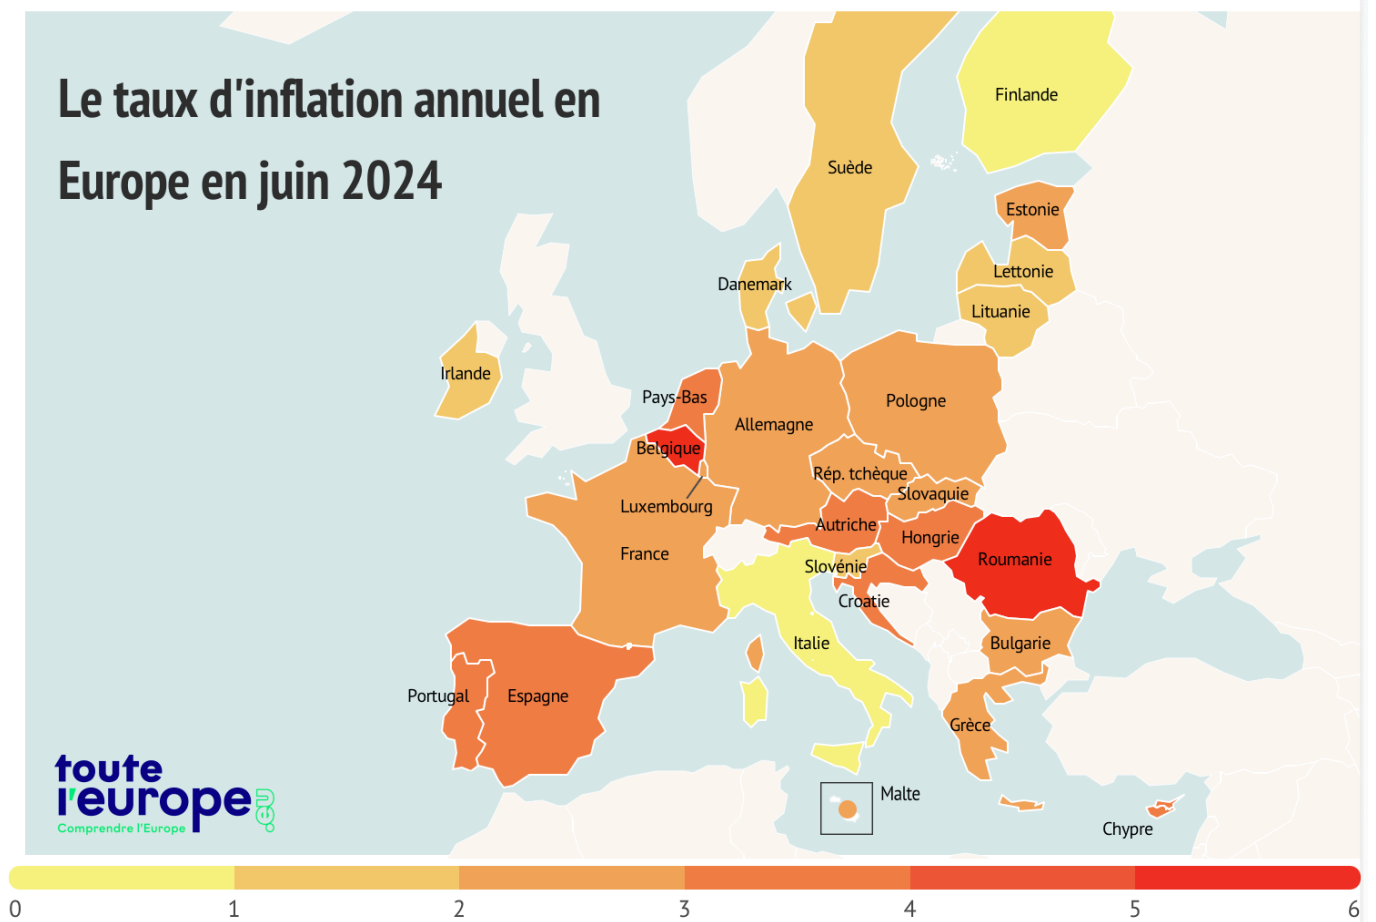 Le taux d'inflation annuel en
Europe en juin 2024
Finlande
Suède
Estonie
Lettonie
Danemark
Lituanie
Irlande
Pays-Bas
Pologne
Allemagne
Belgique
Rép. tchèque
Slovaquie
Luxembourg
Autriche
Hongrie
France
Roumanie
Slovénie
Croatie
Italie
Bulgarie
Portugal
Espagne
Grèce
toute
l'europe
.eu
Comprendre l'Europe
Malte
Chypre
0 1 2 3 4 5 6